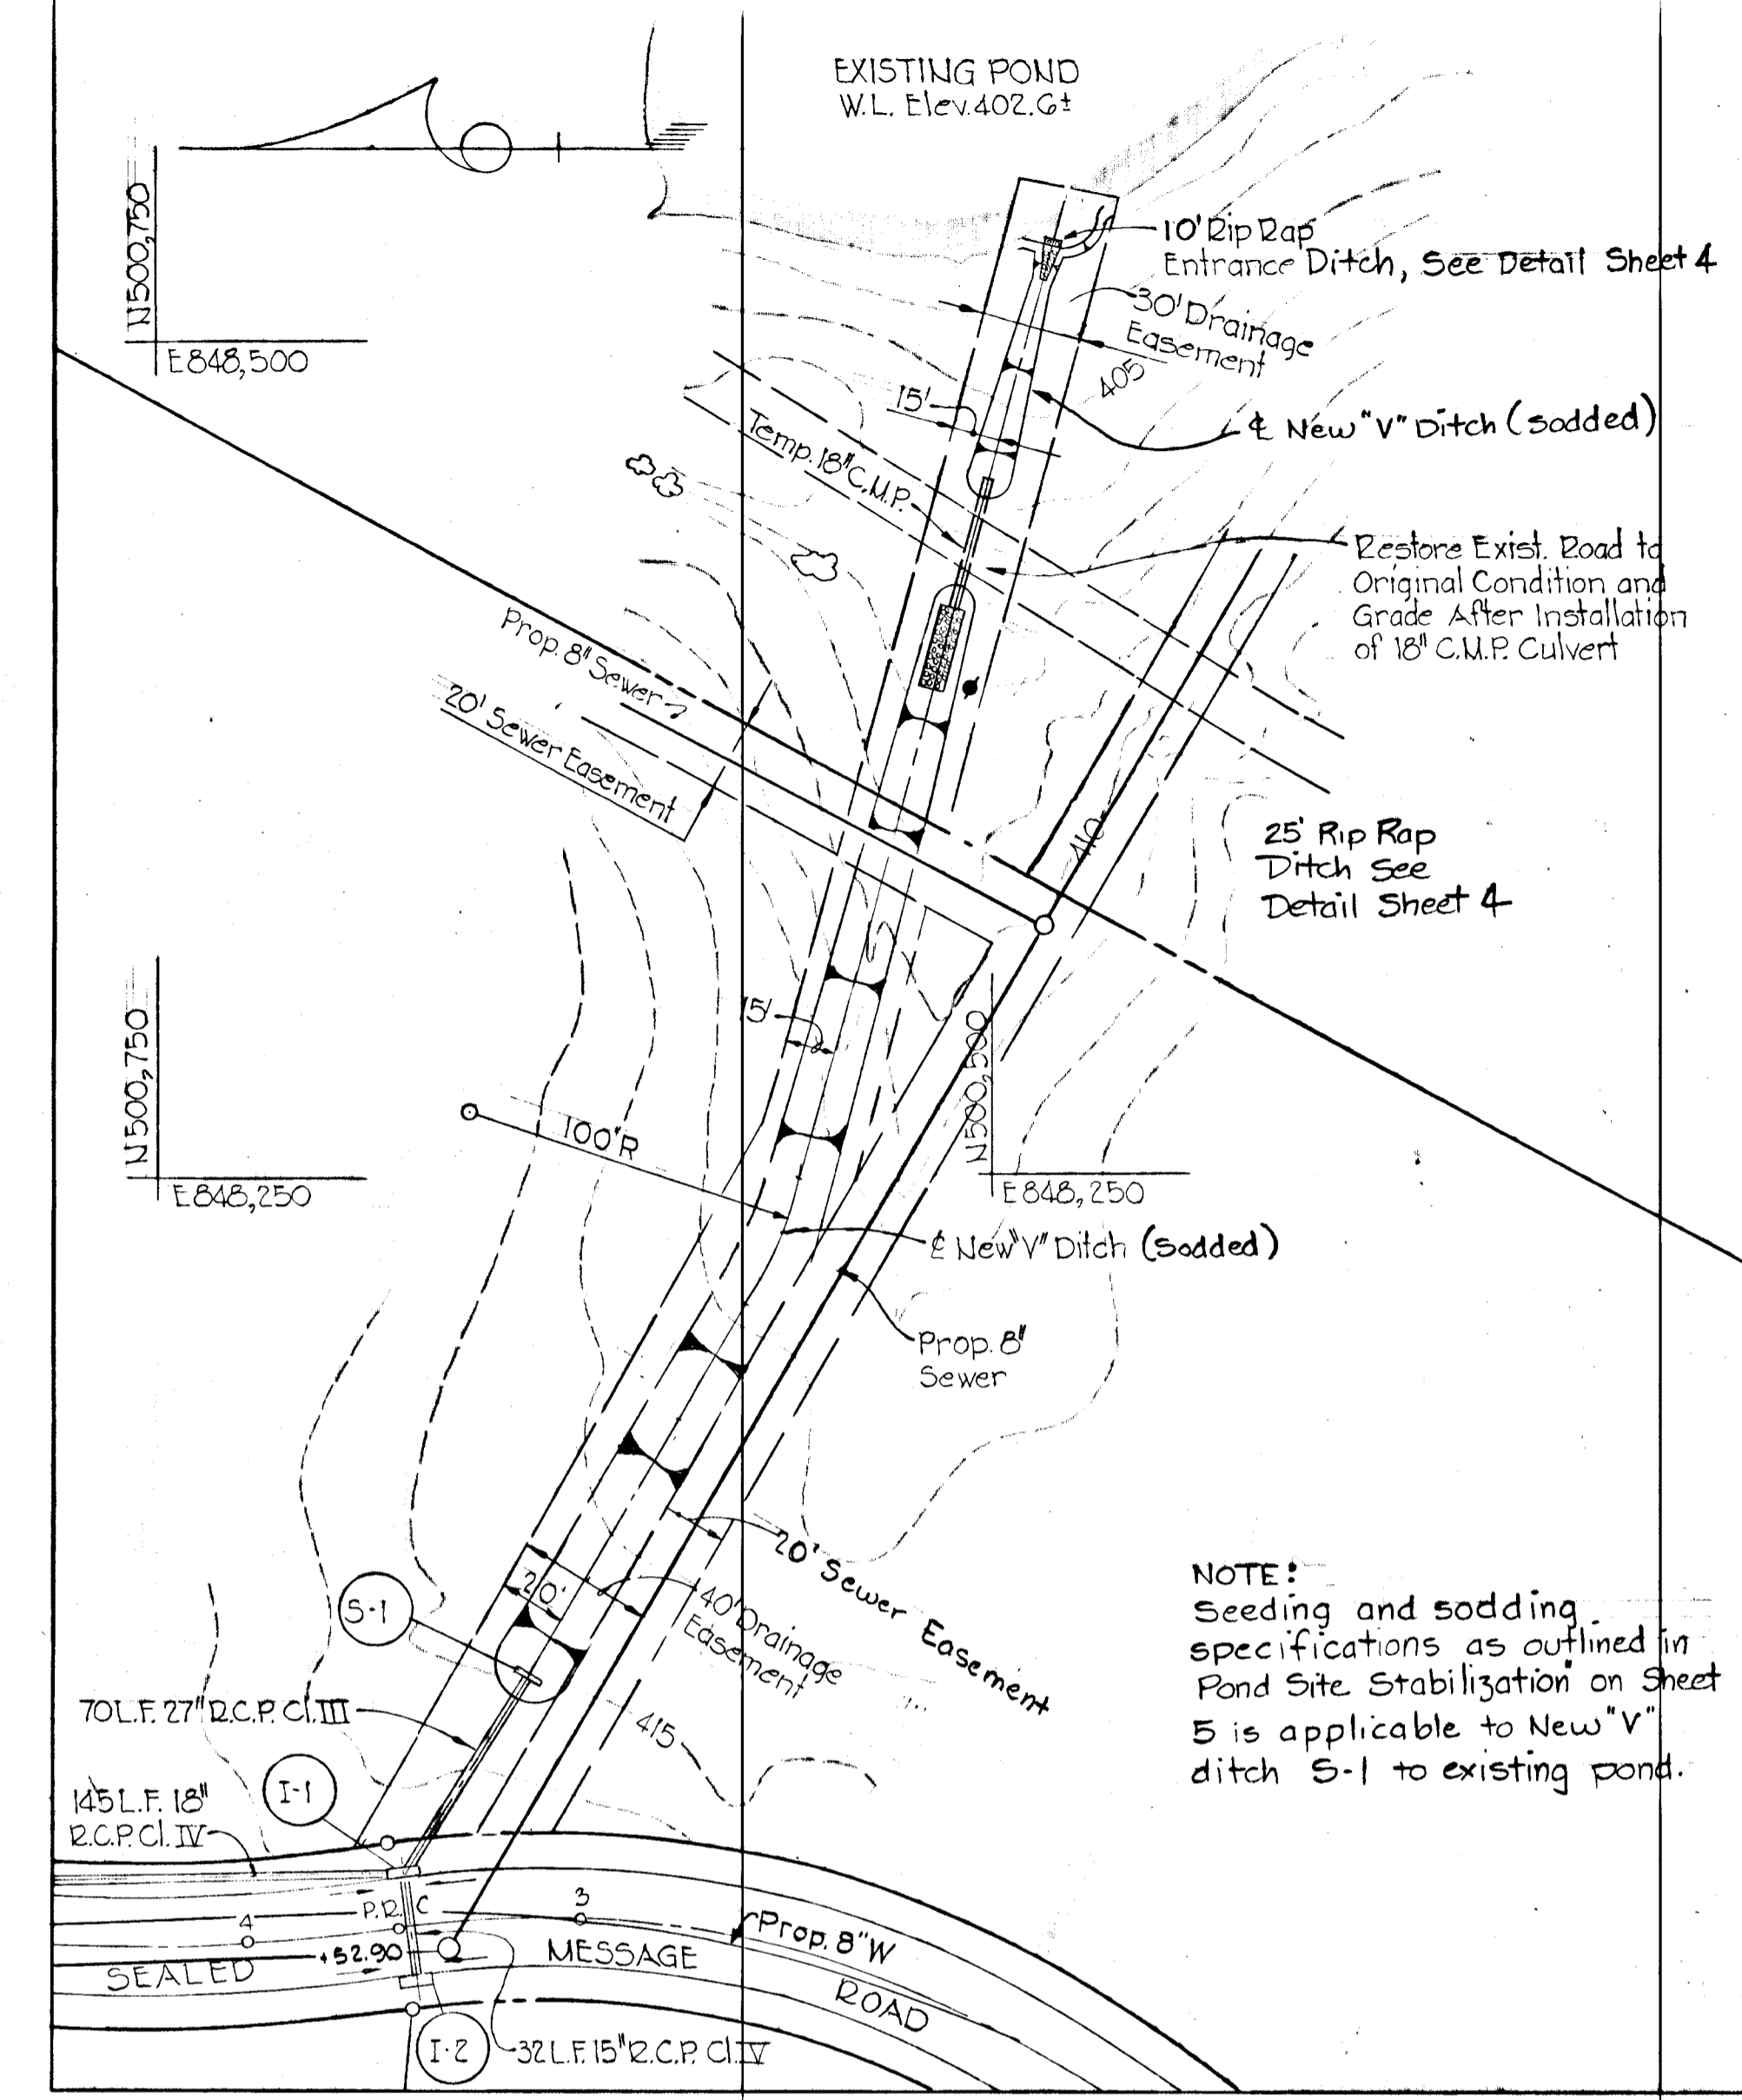 EXISTING POND
W.L. Elev. 402.6±
N500,750
E848,500
10' Rip Rap
Entrance Ditch, See Detail Sheet 4
30' Drainage
Easement
405
15'
℄ New "V" Ditch (Sodded)
Temp. 18" C.M.P.
Restore Exist. Road to
Original Condition and
Grade After Installation
of 18" C.M.P. Culvert
Prop. 8" Sewer
20' Sewer Easement
410
25' Rip Rap
Ditch See
Detail Sheet 4
15'
N500,750
E848,250
100'R
N500,500
E848,250
℄ New "V" Ditch (Sodded)
Prop. 8"
Sewer
20' Sewer Easement
20'
40' Drainage
Easement
S-1
415
NOTE:
Seeding and sodding
specifications as outlined in
Pond Site Stabilization" on Sheet
5 is applicable to New "V"
ditch S-1 to existing pond.
70 L.F. 27" R.C.P. Cl. III
I-1
145 L.F. 18"
R.C.P. Cl. IV
P.R.C
4
3
+52.90
SEALED MESSAGE ROAD
Prop. 8" W
I-2
32 L.F. 15" R.C.P. Cl. IV